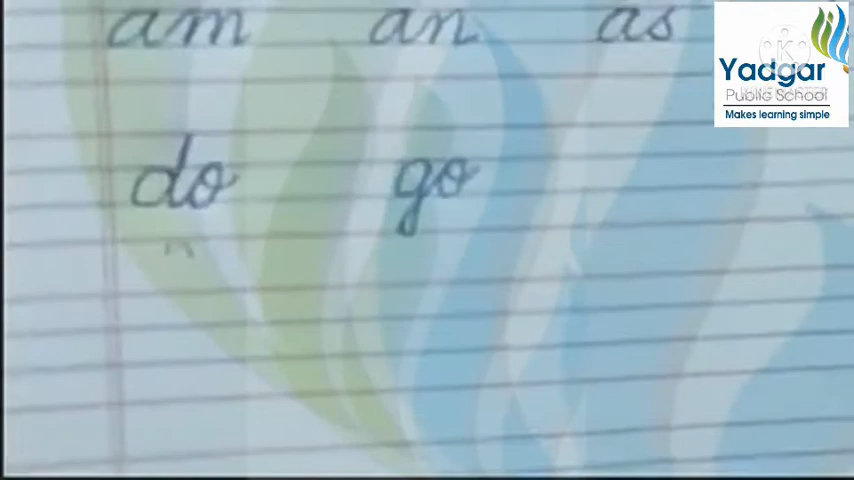 am an as
do go
Yadgar
Public School
Makes learning simple